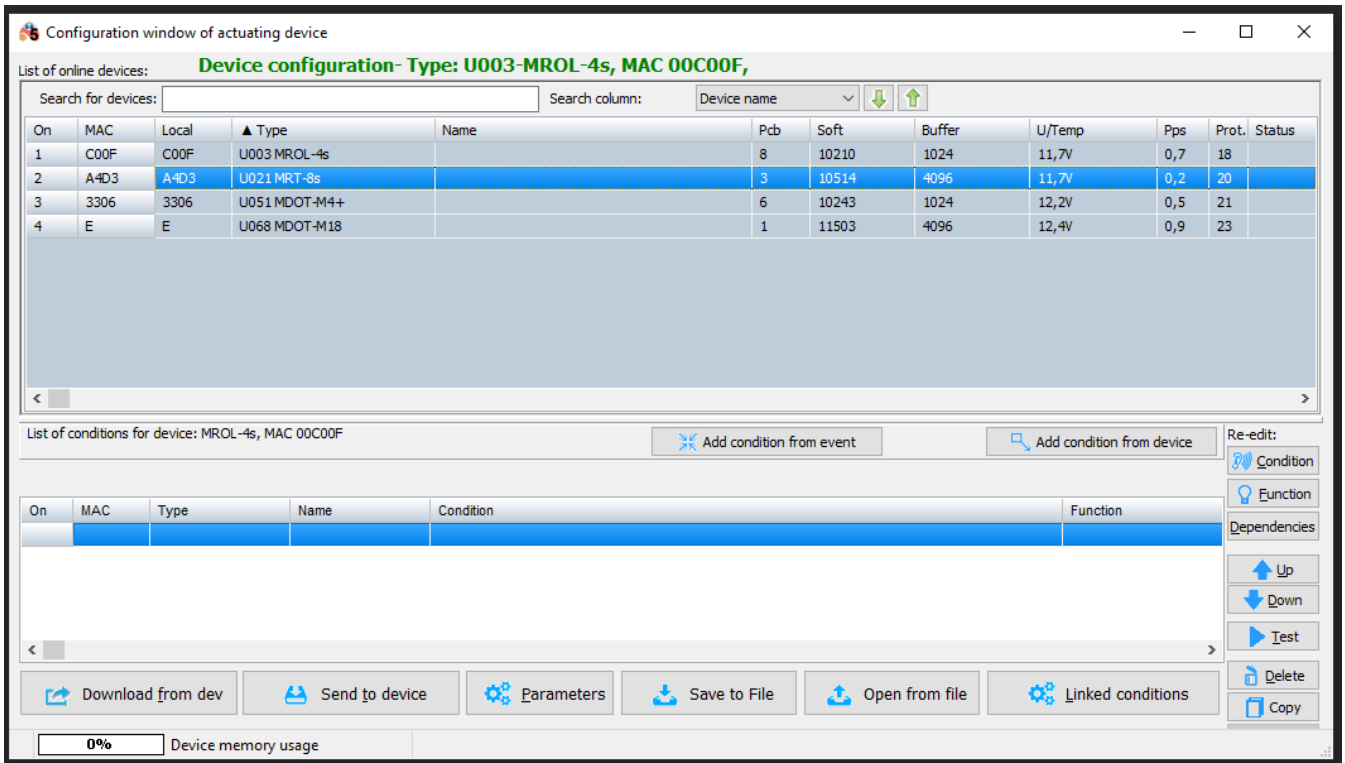 Configuration window of actuating device
List of online devices: Device configuration- Type: U003-MROL-4s, MAC 00C00F,
Search for devices: Search column: Device name
On MAC Local ▲ Type Name Pcb Soft Buffer U/Temp Pps Prot. Status
1 C00F C00F U003 MROL-4s 8 10210 1024 11,7V 0,7 18
2 A4D3 A4D3 U021 MRT-8s 3 10514 4096 11,7V 0,2 20
3 3306 3306 U051 MDOT-M4+ 6 10243 1024 12,2V 0,5 21
4 E E U068 MDOT-M18 1 11503 4096 12,4V 0,9 23
List of conditions for device: MROL-4s, MAC 00C00F Add condition from event Add condition from device Re-edit:
Condition
Function
Dependencies
On MAC Type Name Condition Function
Up
Down
Test
Delete
Copy
Download from dev Send to device Parameters Save to File Open from file Linked conditions
0% Device memory usage